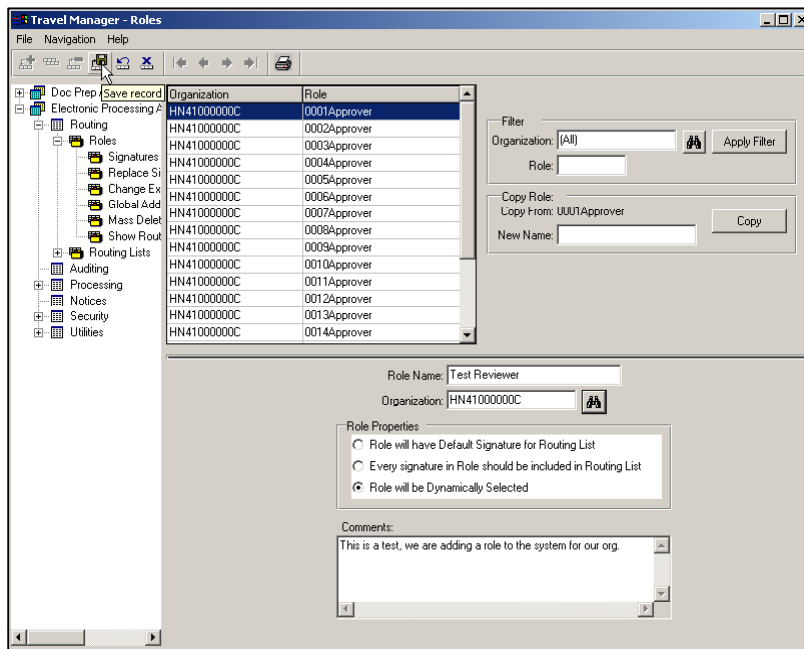 Travel Manager - Roles
File Navigation Help
Save record
Doc Prep
Electronic Processing A
Routing
Roles
Signatures
Replace Si
Change Ex
Global Add
Mass Delet
Show Rout
Routing Lists
Auditing
Processing
Notices
Security
Utilities
Organization Role
HN41000000C 0001Approver
HN41000000C 0002Approver
HN41000000C 0003Approver
HN41000000C 0004Approver
HN41000000C 0005Approver
HN41000000C 0006Approver
HN41000000C 0007Approver
HN41000000C 0008Approver
HN41000000C 0009Approver
HN41000000C 0010Approver
HN41000000C 0011Approver
HN41000000C 0012Approver
HN41000000C 0013Approver
HN41000000C 0014Approver
Filter
Organization: (All) Apply Filter
Role:
Copy Role:
Copy From: 0001Approver
Copy
New Name:
Role Name: Test Reviewer
Organization: HN41000000C
Role Properties
Role will have Default Signature for Routing List
Every signature in Role should be included in Routing List
Role will be Dynamically Selected
Comments:
This is a test, we are adding a role to the system for our org.